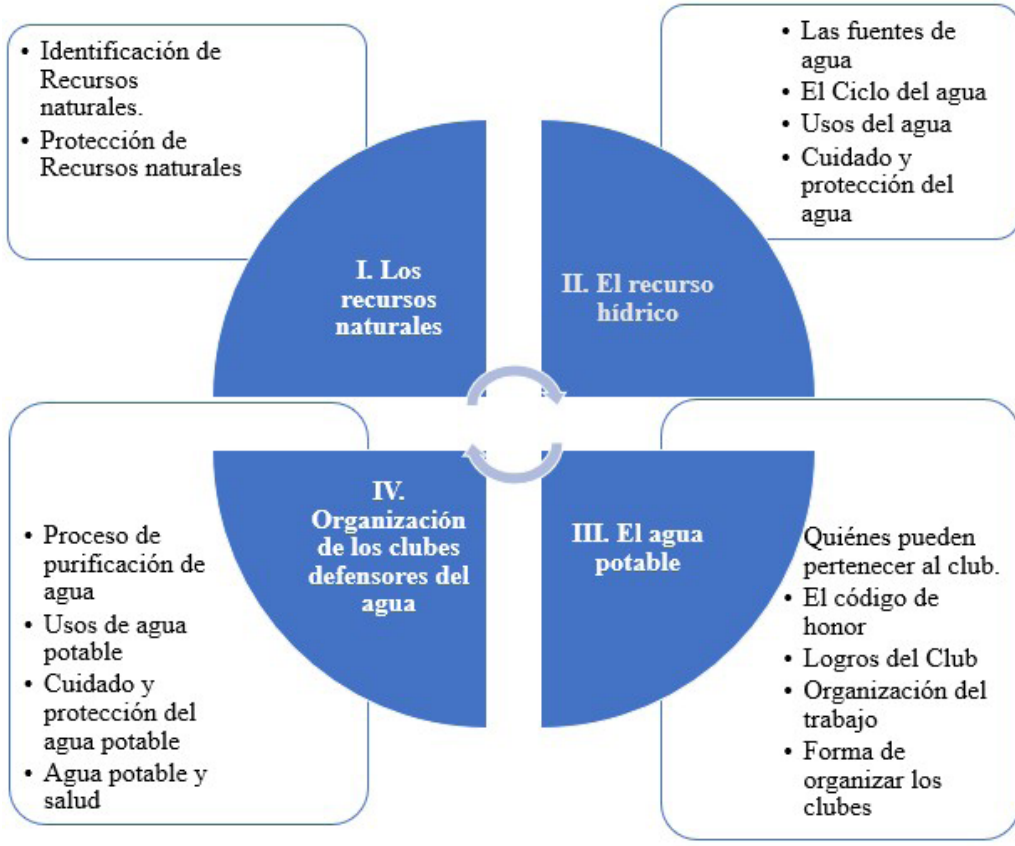 • Identificación de
Recursos
naturales.
• Protección de
Recursos naturales
• Las fuentes de
agua
• El Ciclo del agua
• Usos del agua
• Cuidado y
protección del
agua
I. Los
recursos
naturales
II. El recurso
hídrico
IV.
Organización
de los clubes
defensores del
agua
III. El agua
potable
• Proceso de
purificación de
agua
• Usos de agua
potable
• Cuidado y
protección del
agua potable
• Agua potable y
salud
Quiénes pueden
pertenecer al club.
• El código de
honor
• Logros del Club
• Organización del
trabajo
• Forma de
organizar los
clubes